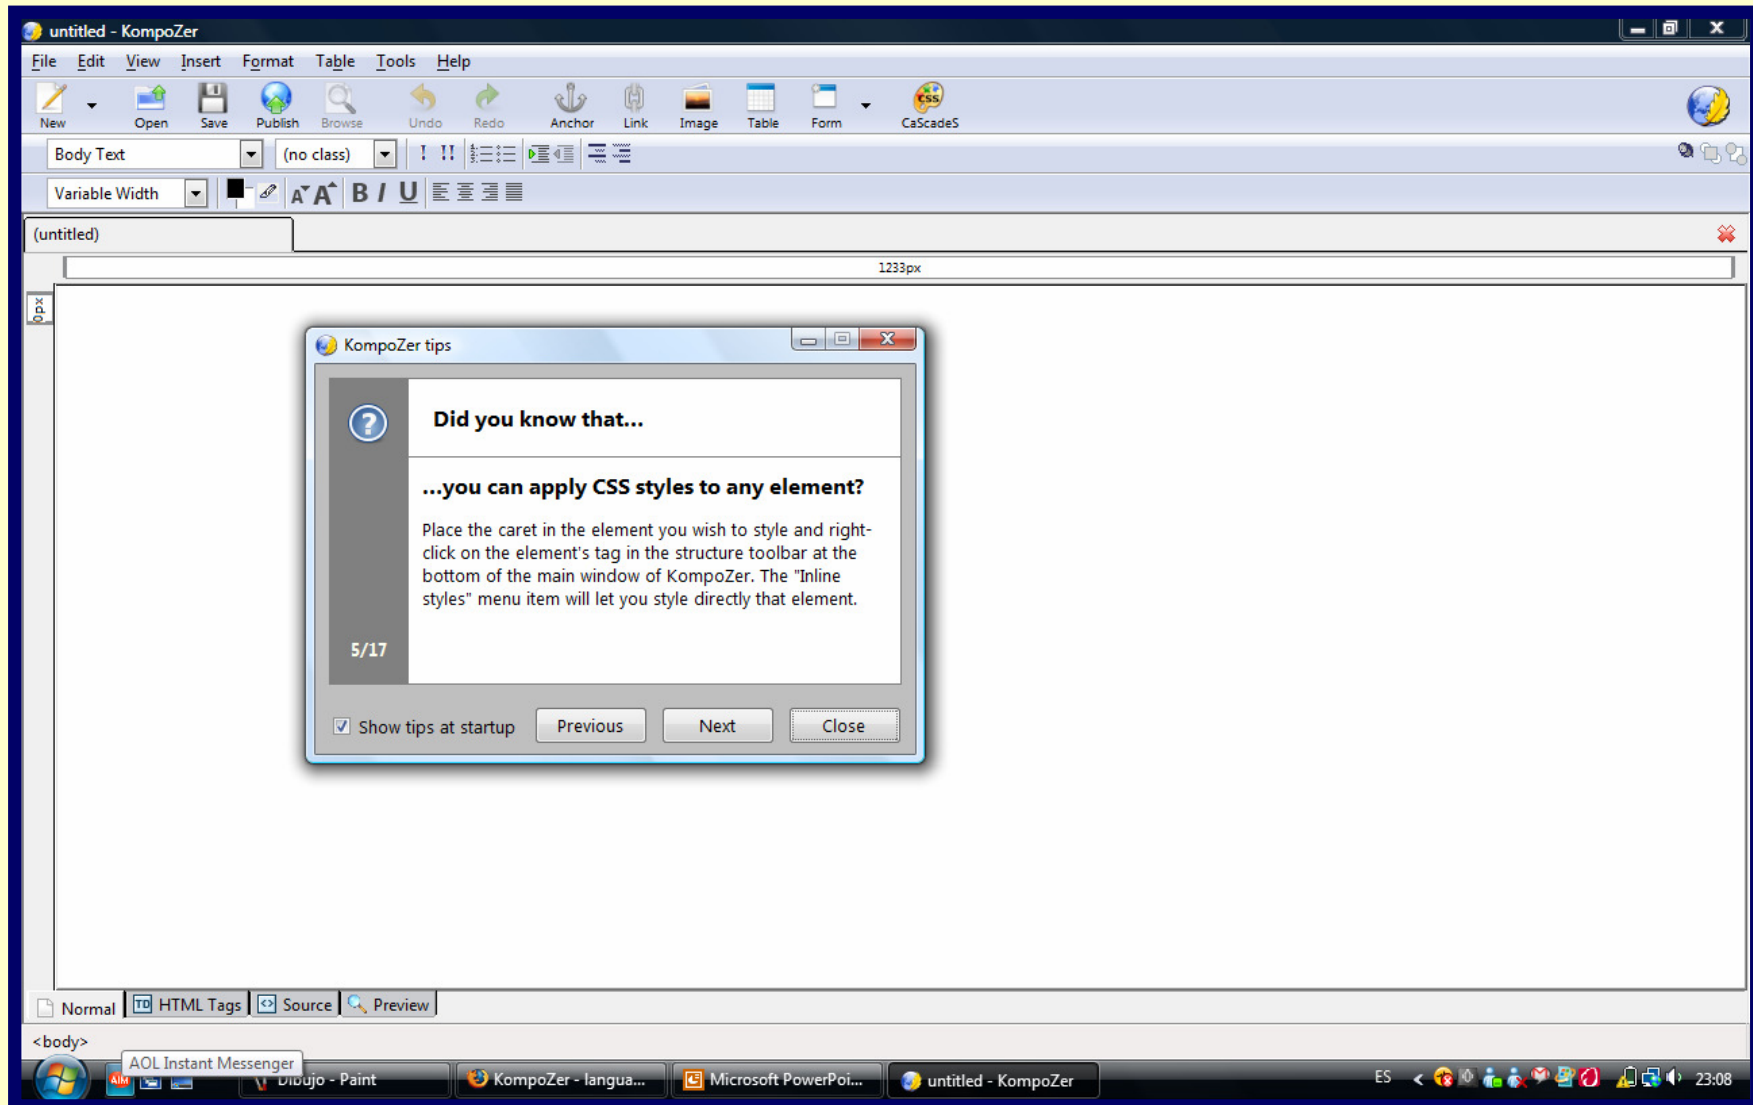 untitled - KompoZer
File Edit View Insert Format Table Tools Help
New Open Save Publish Browse Undo Redo Anchor Link Image Table Form CaScadeS
Body Text (no class)
Variable Width B I U
(untitled)
1233px
0px
KompoZer tips
Did you know that...
...you can apply CSS styles to any element?
Place the caret in the element you wish to style and right-
click on the element's tag in the structure toolbar at the
bottom of the main window of KompoZer. The "Inline
styles" menu item will let you style directly that element.
5/17
Show tips at startup Previous Next Close
Normal HTML Tags Source Preview
<body>
AOL Instant Messenger
Dibujo - Paint KompoZer - langua... Microsoft PowerPoi... untitled - KompoZer ES 23:08